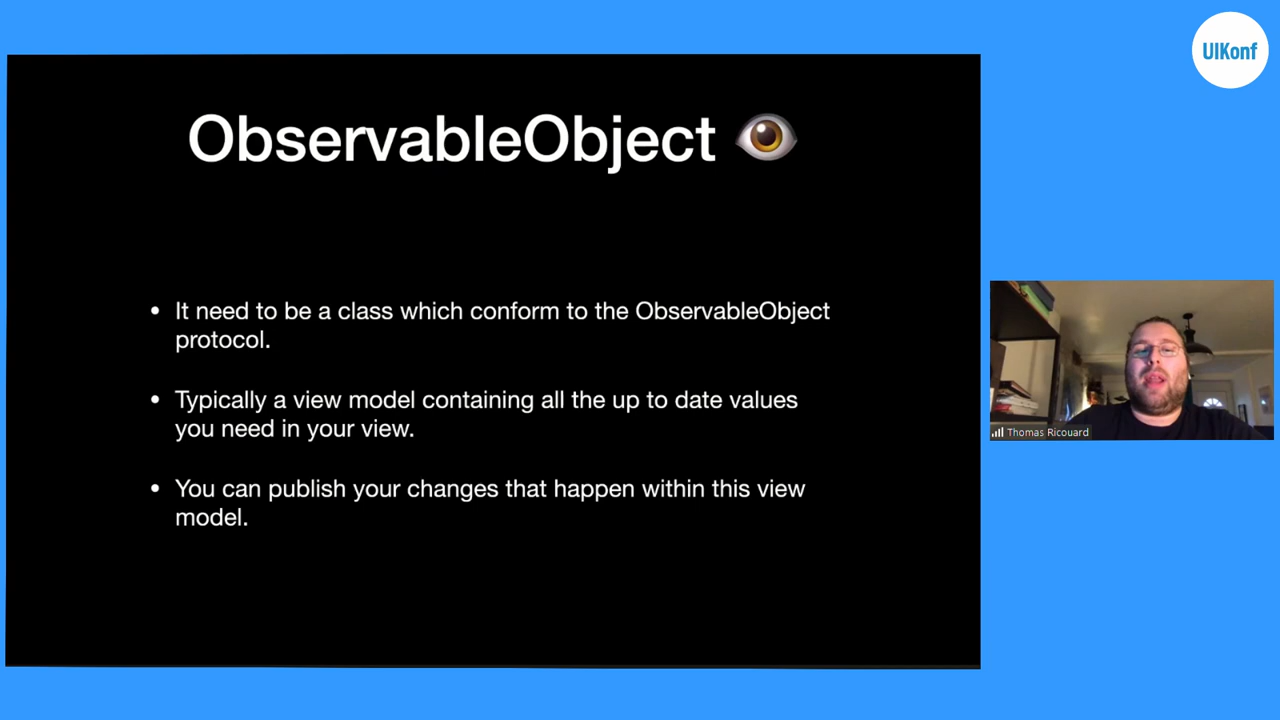 UIKonf
ObservableObject 👁
• It need to be a class which conform to the ObservableObject
protocol.
• Typically a view model containing all the up to date values
you need in your view.
• You can publish your changes that happen within this view
model.
Thomas Ricouard